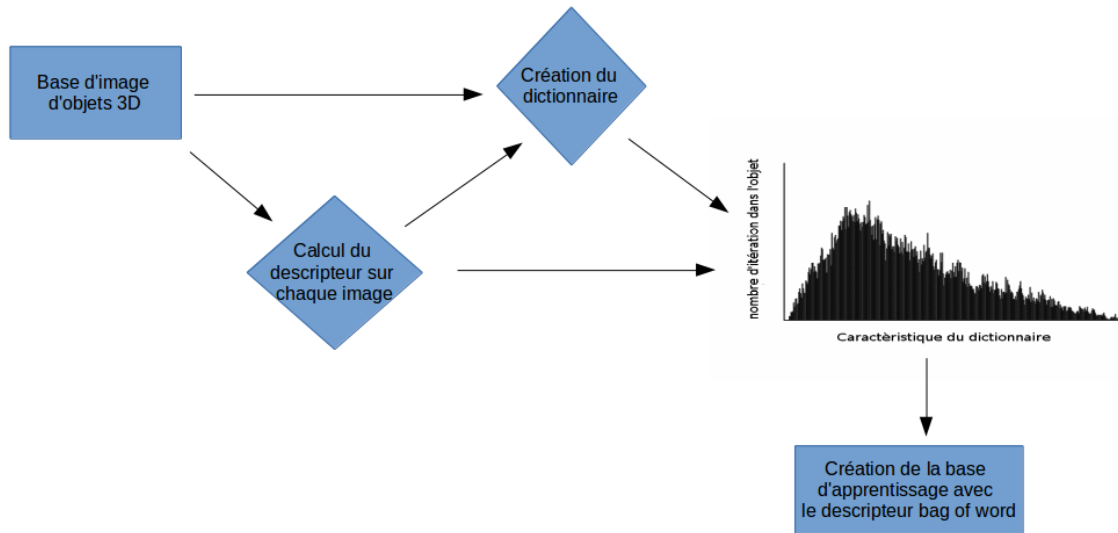 Base d'image
d'objets 3D
Création du
dictionnaire
Calcul du
descripteur sur
chaque image
nombre d'itération dans l'objet
Caractèristique du dictionnaire
Création de la base
d'apprentissage avec
le descripteur bag of word